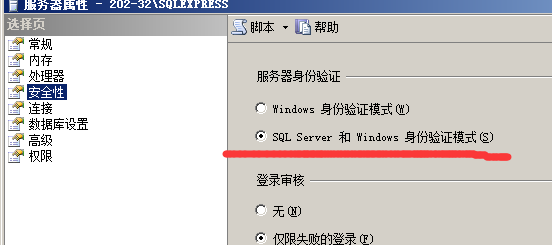 服务器属性 - 202-32\SQLEXPRESS
选择页
常规
内存
处理器
安全性
连接
数据库设置
高级
权限
脚本
帮助
服务器身份验证
Windows 身份验证模式(W)
SQL Server 和 Windows 身份验证模式(S)
登录审核
无(N)
仅限失败的登录(F)